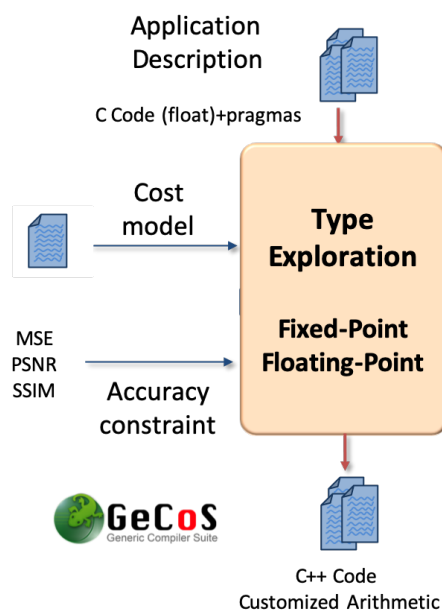 Application
Description
C Code (float)+pragmas
Cost
model
Type
Exploration
Fixed-Point
Floating-Point
MSE
PSNR
SSIM
Accuracy
constraint
GeCoS
Generic Compiler Suite
C++ Code
Customized Arithmetic